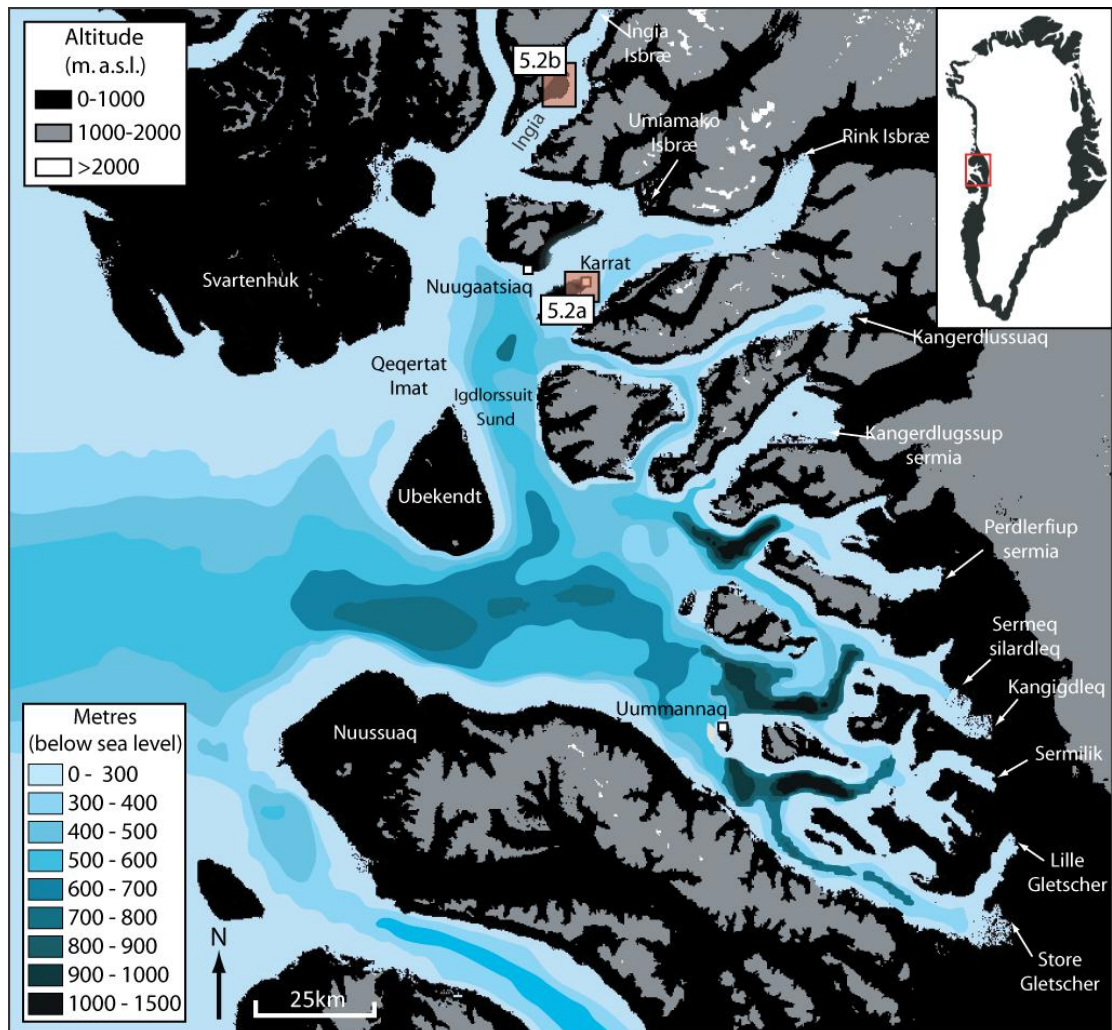 Altitude
(m. a.s.l.)
0-1000
1000-2000
>2000
Ingia
Isbræ
5.2b
Ingia
Umiamako
Isbræ
Rink Isbræ
Svartenhuk
Karrat
Nuugaatsiaq
5.2a
Kangerdlussuaq
Qeqertat
Imat
Igdlorssuit
Sund
Kangerdlugssup
sermia
Ubekendt
Perdlerfiup
sermia
Sermeq
silardleq
Kangigdleq
Uummannaq
Nuussuaq
Sermilik
Lille
Gletscher
Store
Gletscher
Metres
(below sea level)
0 - 300
300 - 400
400 - 500
500 - 600
600 - 700
700 - 800
800 - 900
900 - 1000
1000 - 1500
N
25km